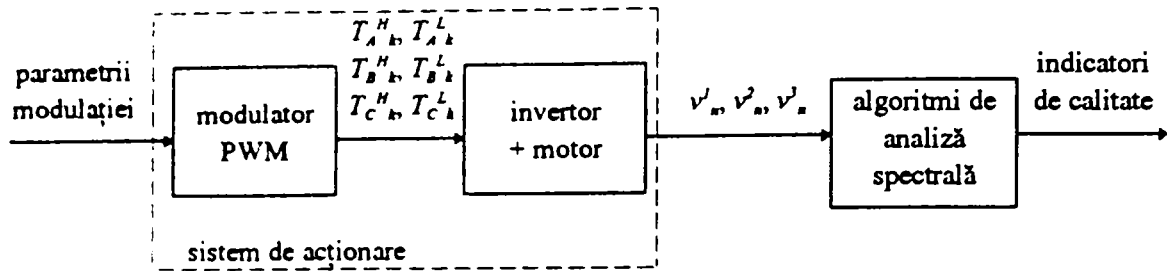 parametrii
modulației
modulator
PWM
T_A^H_k, T_A^L_k
T_B^H_k, T_B^L_k
T_C^H_k, T_C^L_k
invertor
+ motor
sistem de acționare
v^1_n, v^2_n, v^3_n
algoritmi de
analiză
spectrală
indicatori
de calitate